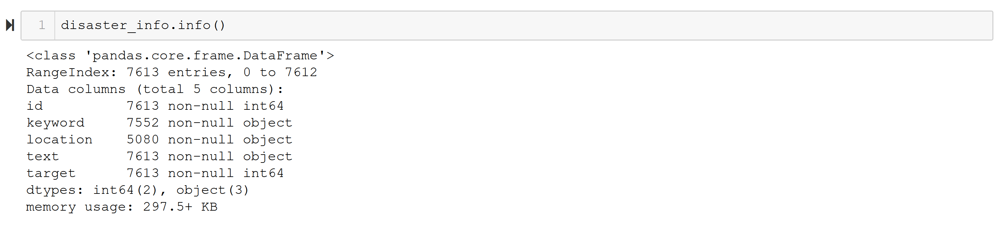 1 disaster_info.info()
<class 'pandas.core.frame.DataFrame'>
RangeIndex: 7613 entries, 0 to 7612
Data columns (total 5 columns):
id          7613 non-null int64
keyword     7552 non-null object
location    5080 non-null object
text        7613 non-null object
target      7613 non-null int64
dtypes: int64(2), object(3)
memory usage: 297.5+ KB